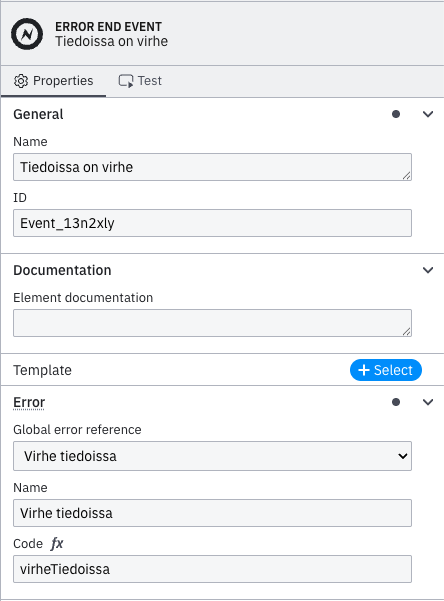 ERROR END EVENT
Tiedoissa on virhe
Properties
Test
General
Name
Tiedoissa on virhe
ID
Event_13n2xly
Documentation
Element documentation
Template
Select
Error
Global error reference
Virhe tiedoissa
Name
Virhe tiedoissa
Code fx
virheTiedoissa